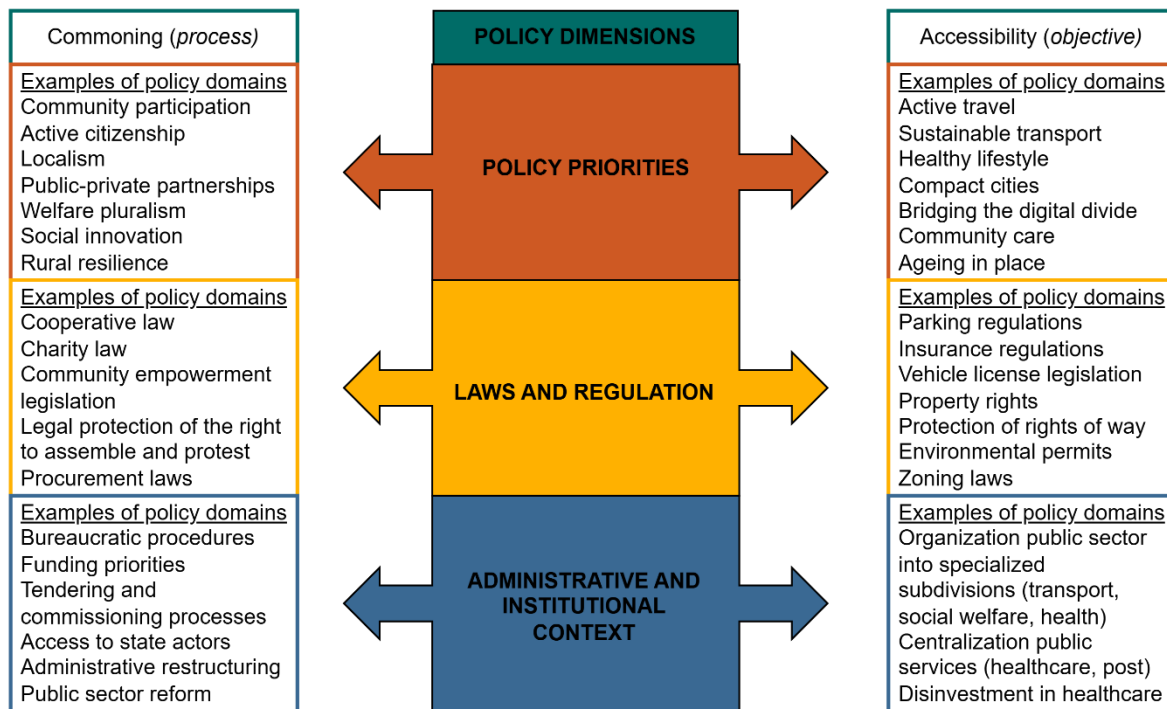 Commoning (process)
Examples of policy domains
Community participation
Active citizenship
Localism
Public-private partnerships
Welfare pluralism
Social innovation
Rural resilience
Examples of policy domains
Cooperative law
Charity law
Community empowerment
legislation
Legal protection of the right
to assemble and protest
Procurement laws
Examples of policy domains
Bureaucratic procedures
Funding priorities
Tendering and
commissioning processes
Access to state actors
Administrative restructuring
Public sector reform
POLICY DIMENSIONS
POLICY PRIORITIES
LAWS AND REGULATION
ADMINISTRATIVE AND
INSTITUTIONAL
CONTEXT
Accessibility (objective)
Examples of policy domains
Active travel
Sustainable transport
Healthy lifestyle
Compact cities
Bridging the digital divide
Community care
Ageing in place
Examples of policy domains
Parking regulations
Insurance regulations
Vehicle license legislation
Property rights
Protection of rights of way
Environmental permits
Zoning laws
Examples of policy domains
Organization public sector
into specialized
subdivisions (transport,
social welfare, health)
Centralization public
services (healthcare, post)
Disinvestment in healthcare